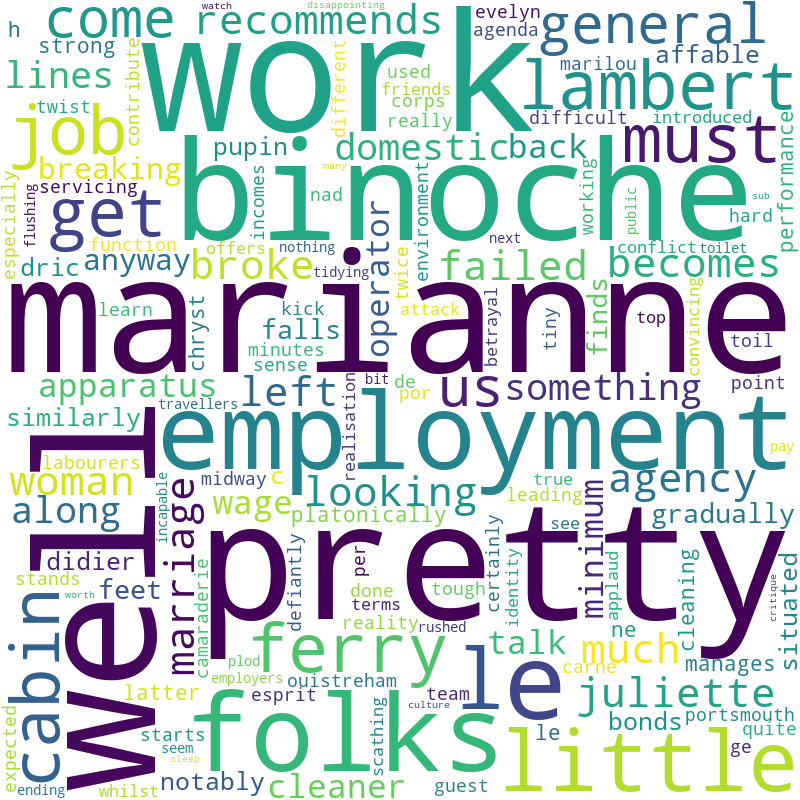 disappointing
watch
come
recommends
work
evelyn
agenda
general
h
strong
contribute
different
used
friends
corps
really
marilou
affable
lines
lambert
twist
job
pupin
domestic
back
difficult
introduced
must
performance
especially
breaking
servicing
flushing
binoche
incomes
nad
many
working
public
sub
hard
get
function
offers
nothing
environment
next
conflict
toilet
dric
anyway
broke
tidying
operator
twice
failed
becomes
marianne
learn
chryst
kick
falls
minutes
sense
attack
betrayal
tiny
finds
top
convincing
toil
apparatus
left
bit
us
something
point
similarly
travellers
realisation
de
por
well
employment
pay
labourers
incapable
woman
midway
c
looking
true
leading
agency
along
marriage
wage
platonically
see
minimum
gradually
didier
pretty
stands
feet
camaraderie
defiantly
per
done
terms
certainly
identity
applaud
cleaning
situated
critique
worth
reality
rushed
tough
cabin
ferry
plod
employers
talk
ne
much
manages
carne
latter
esprit
ouistreham
team
le
juliette
expected
starts
seem
folks
culture
scathing
le
bonds
portsmouth
quite
ge
sleep
ending
whilst
notably
cleaner
guest
little